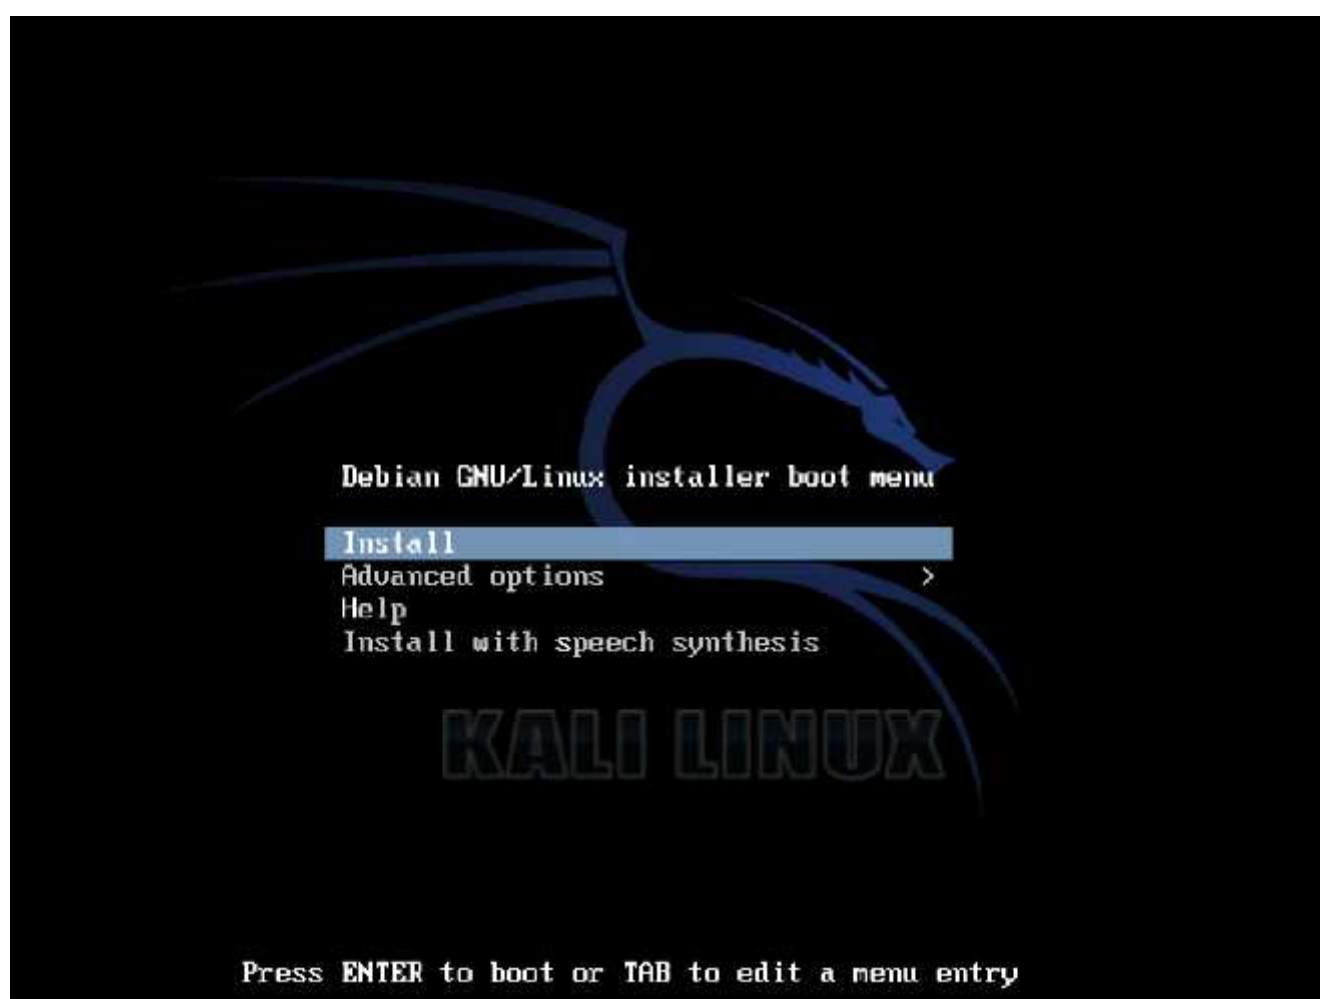 Debian GNU/Linux installer boot menu
Install
Advanced options >
Help
Install with speech synthesis
KALI LINUX
Press ENTER to boot or TAB to edit a menu entry